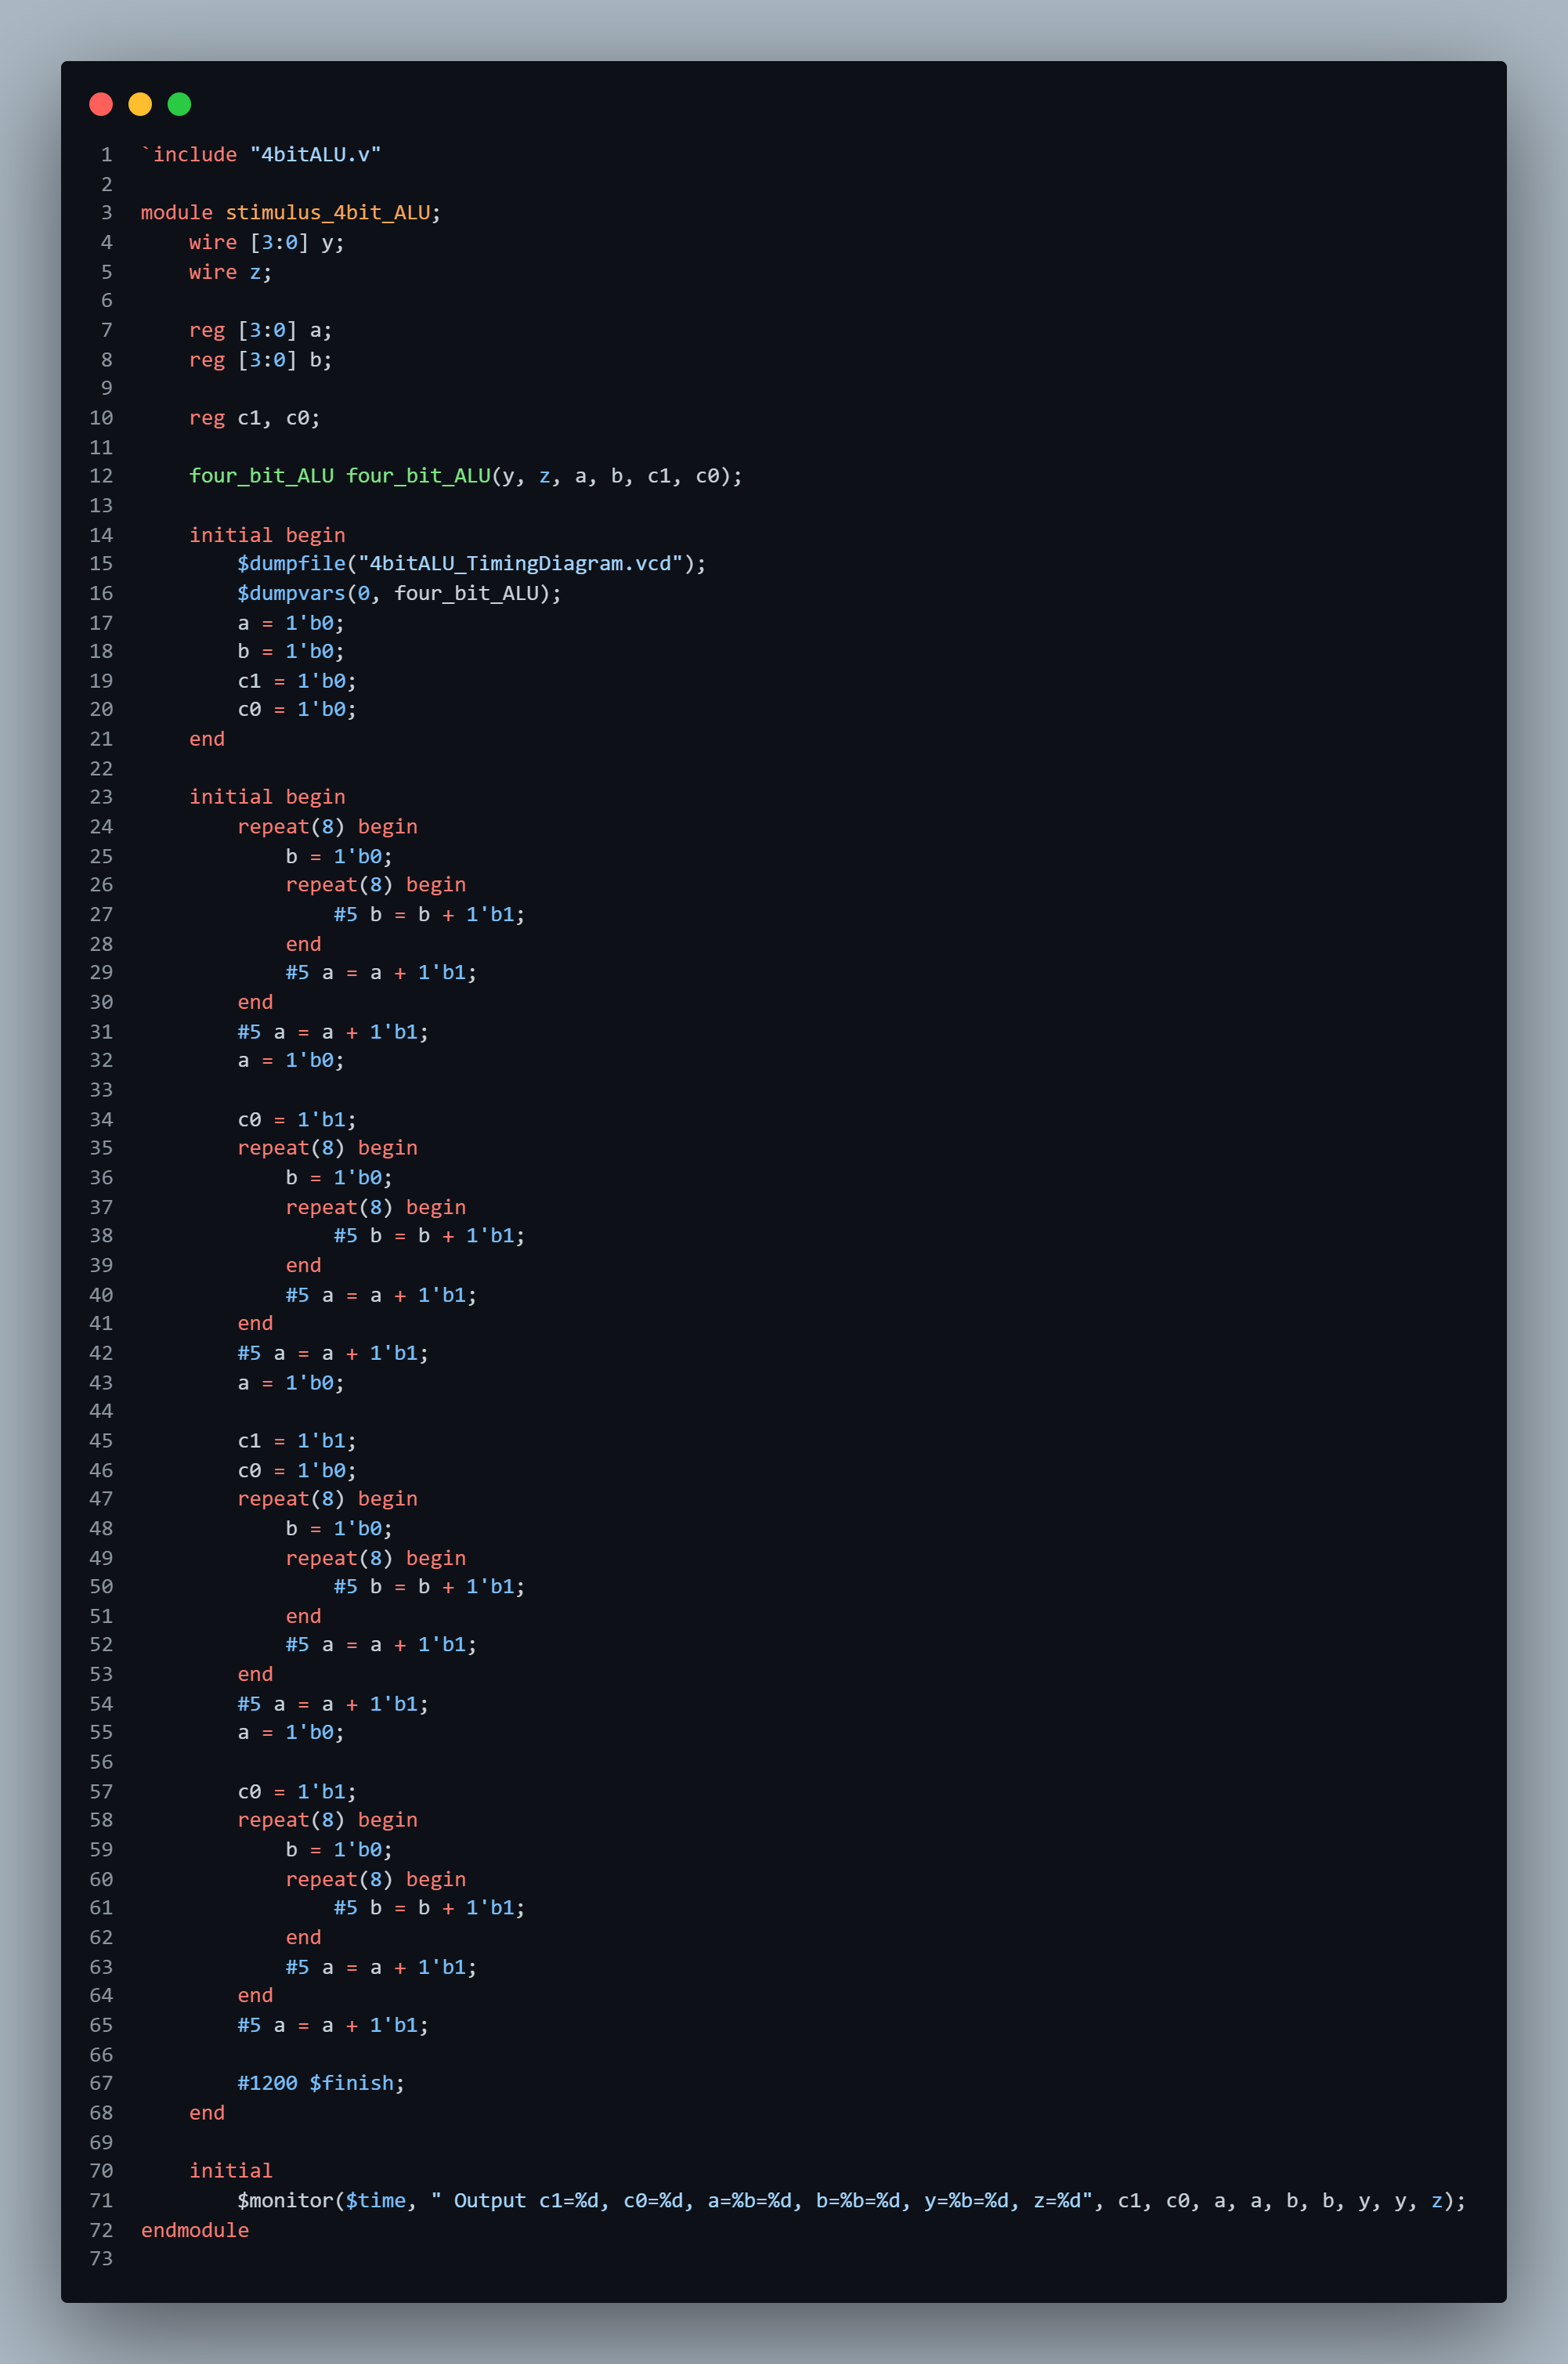 1 `include "4bitALU.v"
2
3 module stimulus_4bit_ALU;
4     wire [3:0] y;
5     wire z;
6
7     reg [3:0] a;
8     reg [3:0] b;
9
10     reg c1, c0;
11
12     four_bit_ALU four_bit_ALU(y, z, a, b, c1, c0);
13
14     initial begin
15         $dumpfile("4bitALU_TimingDiagram.vcd");
16         $dumpvars(0, four_bit_ALU);
17         a = 1'b0;
18         b = 1'b0;
19         c1 = 1'b0;
20         c0 = 1'b0;
21     end
22
23     initial begin
24         repeat(8) begin
25             b = 1'b0;
26             repeat(8) begin
27                 #5 b = b + 1'b1;
28             end
29             #5 a = a + 1'b1;
30         end
31         #5 a = a + 1'b1;
32         a = 1'b0;
33
34         c0 = 1'b1;
35         repeat(8) begin
36             b = 1'b0;
37             repeat(8) begin
38                 #5 b = b + 1'b1;
39             end
40             #5 a = a + 1'b1;
41         end
42         #5 a = a + 1'b1;
43         a = 1'b0;
44
45         c1 = 1'b1;
46         c0 = 1'b0;
47         repeat(8) begin
48             b = 1'b0;
49             repeat(8) begin
50                 #5 b = b + 1'b1;
51             end
52             #5 a = a + 1'b1;
53         end
54         #5 a = a + 1'b1;
55         a = 1'b0;
56
57         c0 = 1'b1;
58         repeat(8) begin
59             b = 1'b0;
60             repeat(8) begin
61                 #5 b = b + 1'b1;
62             end
63             #5 a = a + 1'b1;
64         end
65         #5 a = a + 1'b1;
66
67         #1200 $finish;
68     end
69
70     initial
71         $monitor($time, " Output c1=%d, c0=%d, a=%b=%d, b=%b=%d, y=%b=%d, z=%d", c1, c0, a, a, b, b, y, y, z);
72 endmodule
73